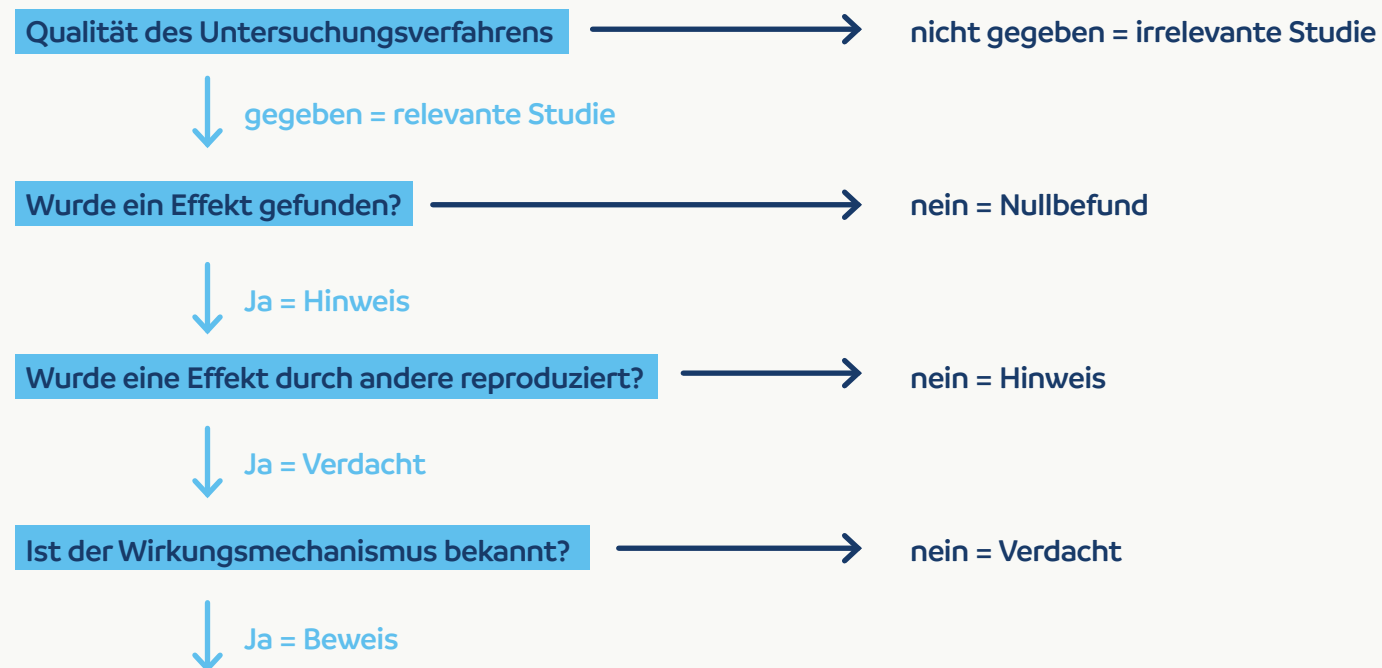 Qualität des Untersuchungsverfahrens
nicht gegeben = irrelevante Studie
gegeben = relevante Studie
Wurde ein Effekt gefunden?
nein = Nullbefund
Ja = Hinweis
Wurde eine Effekt durch andere reproduziert?
nein = Hinweis
Ja = Verdacht
Ist der Wirkungsmechanismus bekannt?
nein = Verdacht
Ja = Beweis